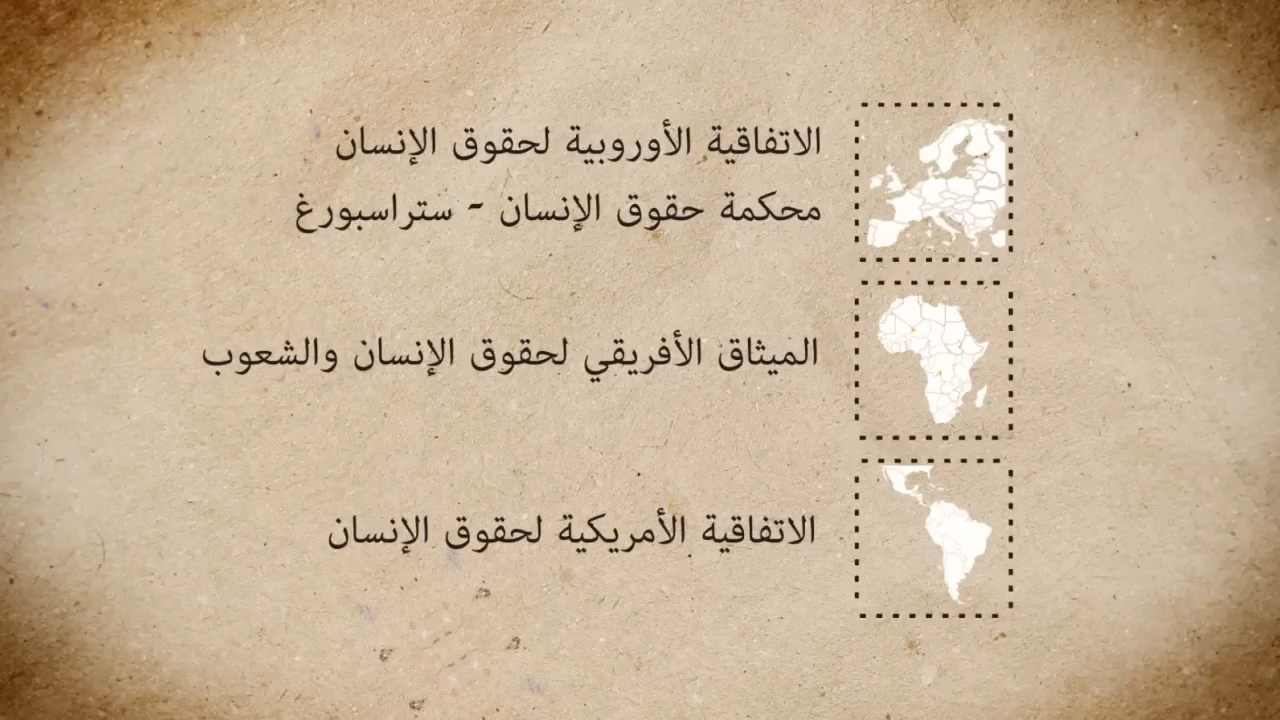 الاتفاقية الأوروبية لحقوق الإنسان
محكمة حقوق الإنسان - ستراسبورغ
الميثاق الأفريقي لحقوق الإنسان والشعوب
الاتفاقية الأمريكية لحقوق الإنسان